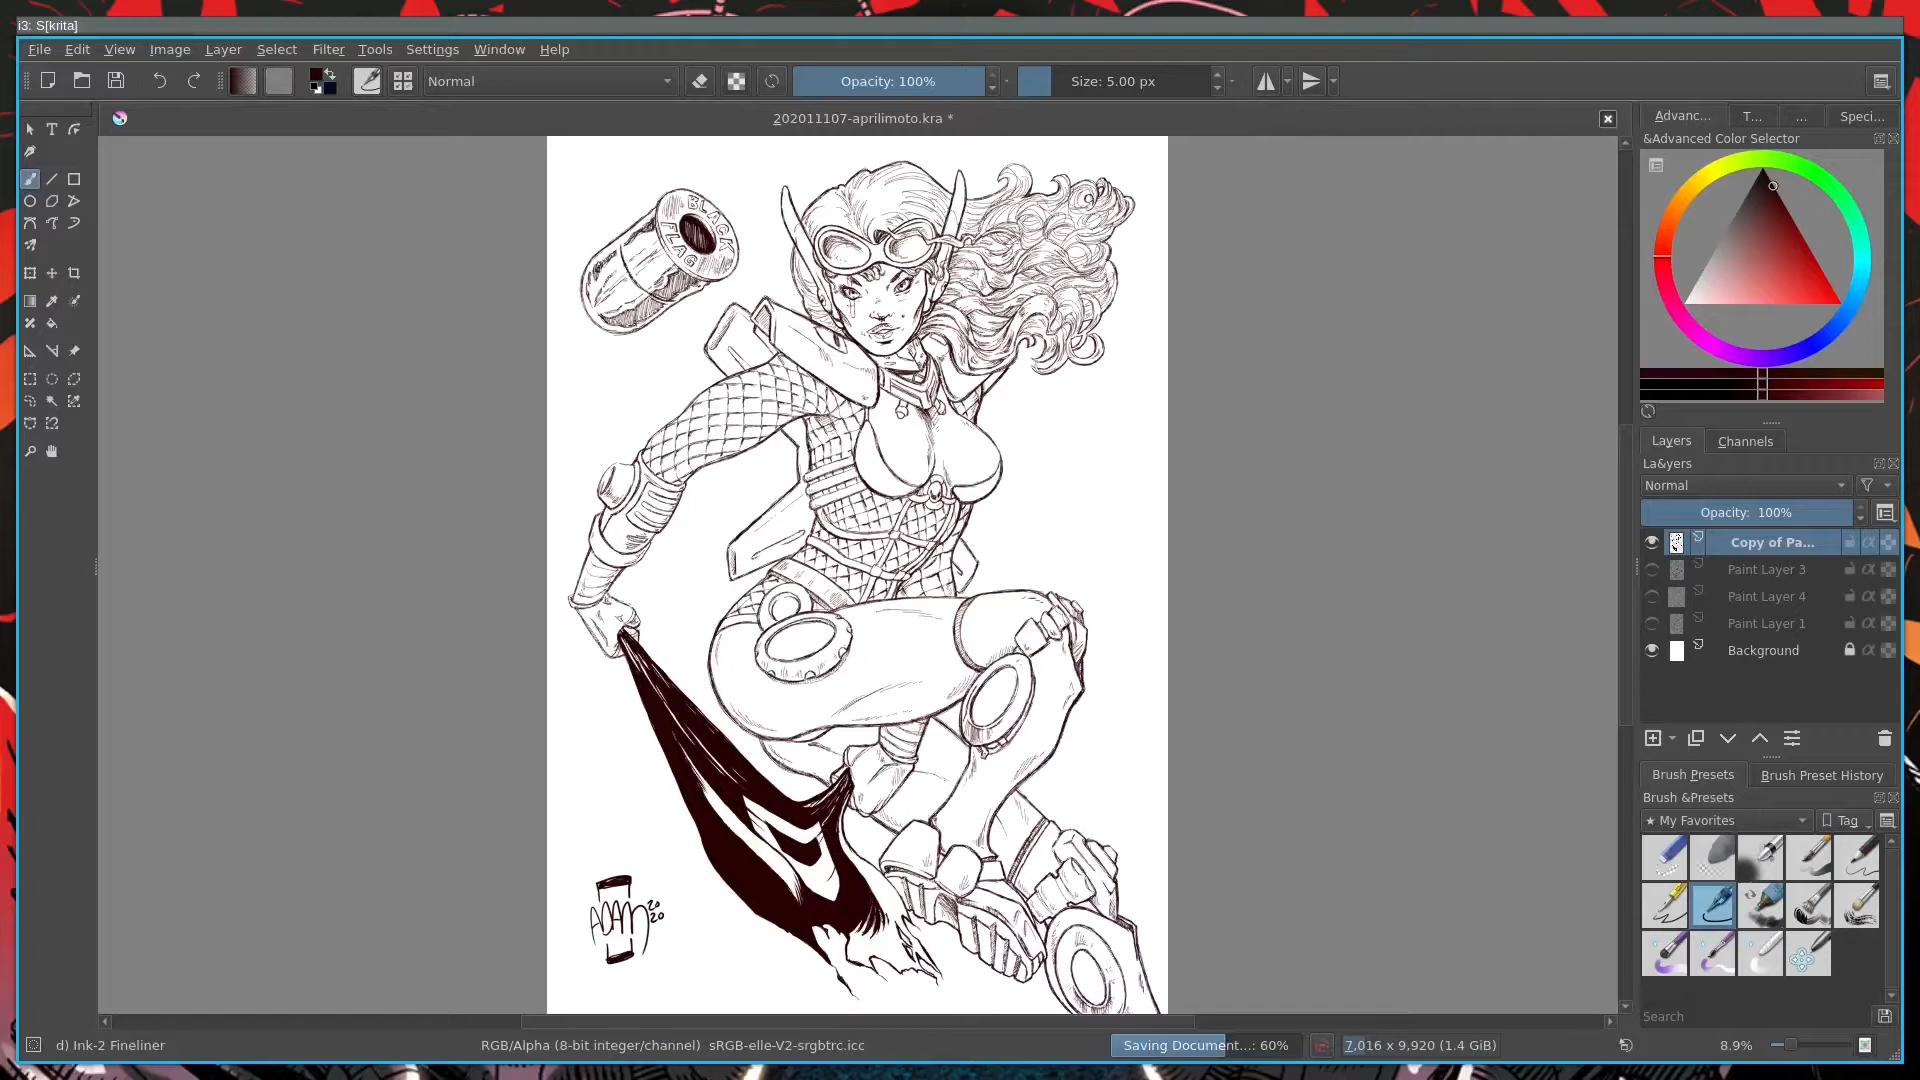 i3: S[krita]
File Edit View Image Layer Select Filter Tools Settings Window Help
Normal
Opacity: 100%
Size: 5.00 px
202011107-aprilimoto.kra *
Advanc... T... ... Speci...
&Advanced Color Selector
Layers Channels
La&yers
Normal
Opacity: 100%
Copy of Pa...
Paint Layer 3
Paint Layer 4
Paint Layer 1
Background
Brush Presets Brush Preset History
Brush &Presets
★ My Favorites Tag
Search
BLACK
FLAG
ADAM
20
20
d) Ink-2 Fineliner
RGB/Alpha (8-bit integer/channel) sRGB-elle-V2-srgbtrc.icc
Saving Document...: 60%
7,016 x 9,920 (1.4 GiB)
8.9%